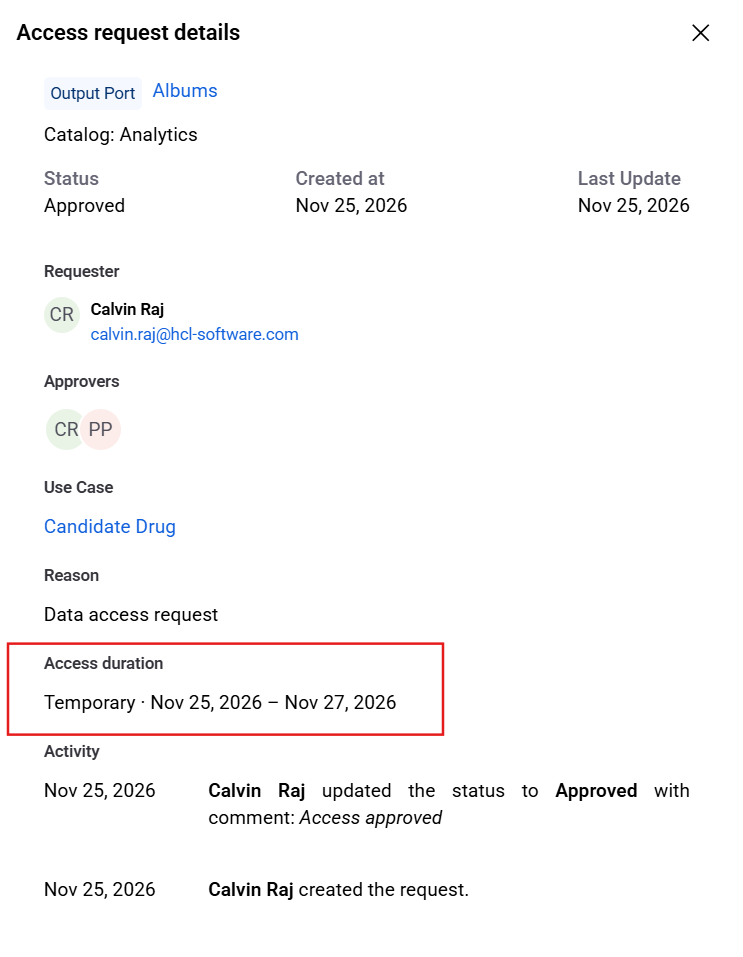 Access request details
Output Port Albums
Catalog: Analytics
Status Created at Last Update
Approved Nov 25, 2026 Nov 25, 2026
Requester
CR Calvin Raj
calvin.raj@hcl-software.com
Approvers
CR PP
Use Case
Candidate Drug
Reason
Data access request
Access duration
Temporary · Nov 25, 2026 – Nov 27, 2026
Activity
Nov 25, 2026 Calvin Raj updated the status to Approved with
comment: Access approved
Nov 25, 2026 Calvin Raj created the request.